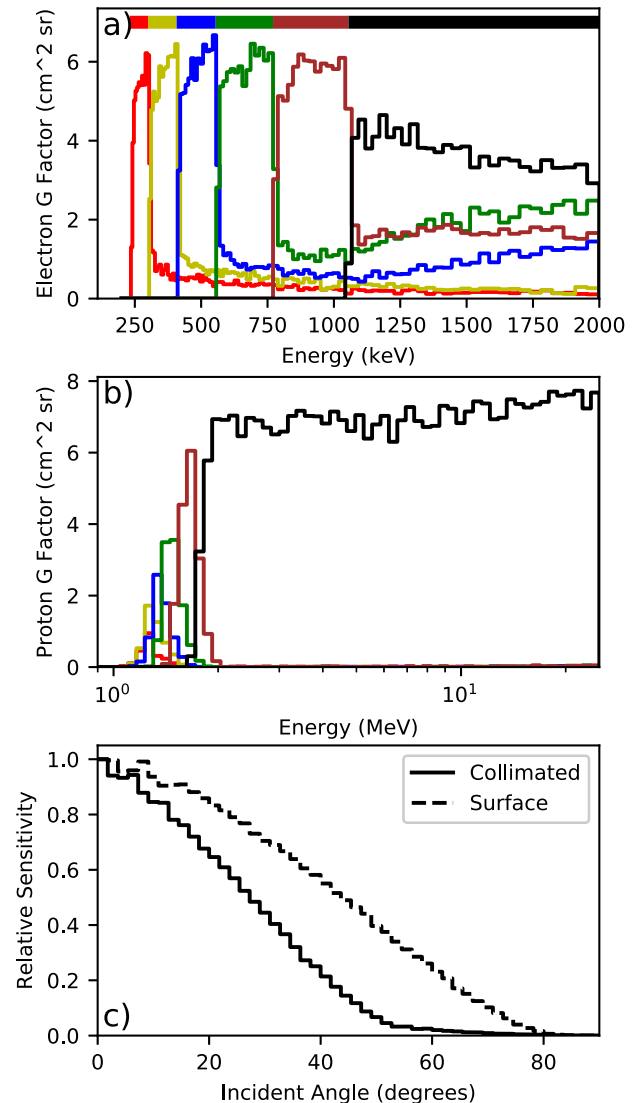 a)
Electron G Factor (cm^2 sr)
6
4
2
0
250 500 750 1000 1250 1500 1750 2000
Energy (keV)
b)
Proton G Factor (cm^2 sr)
8
6
4
2
0
10^0 10^1
Energy (MeV)
Relative Sensitivity
1.0
0.8
0.6
0.4
0.2
0.0
Collimated
Surface
c)
0 20 40 60 80
Incident Angle (degrees)